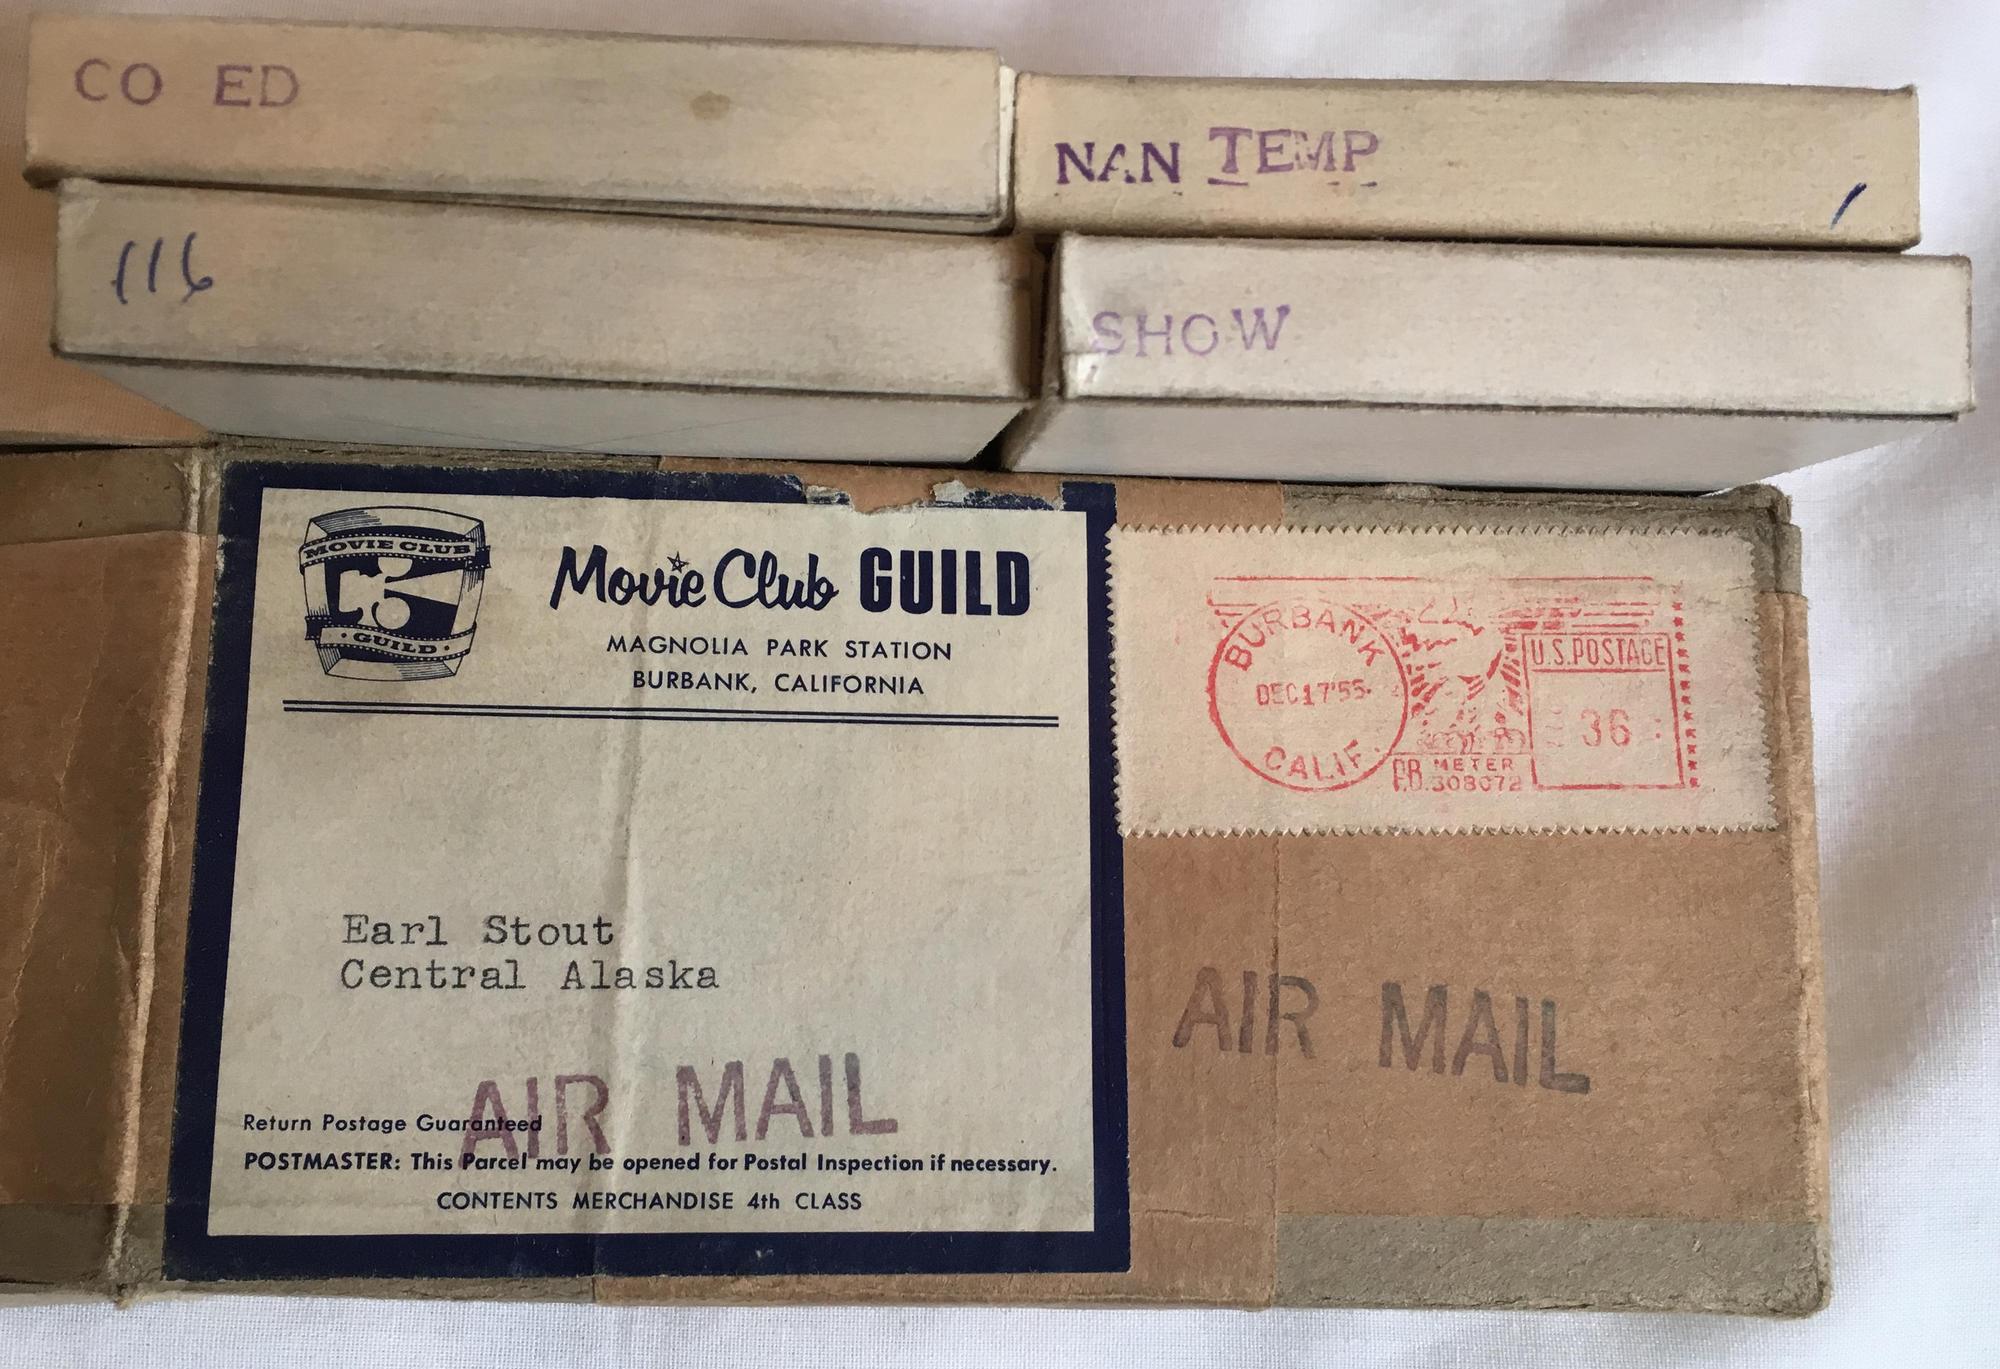 CO ED
NAN TEMP
116
SHOW
MOVIE CLUB
GUILD
Movie Club GUILD
MAGNOLIA PARK STATION
BURBANK, CALIFORNIA
BURBANK
DEC 17 '55
CALIF.
U.S. POSTAGE
36
P.B. METER
308072
Earl Stout
Central Alaska
AIR MAIL
AIR MAIL
Return Postage Guaranteed
POSTMASTER: This Parcel may be opened for Postal Inspection if necessary.
CONTENTS MERCHANDISE 4th CLASS